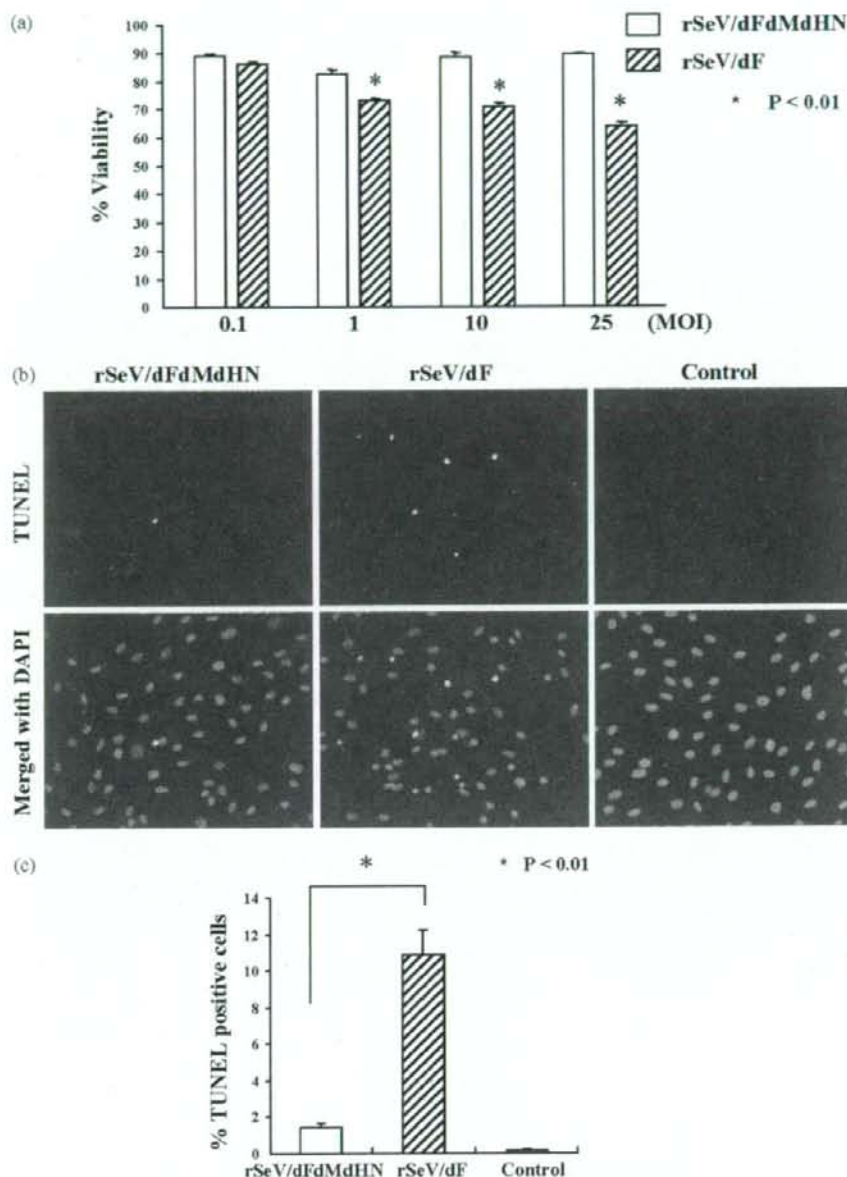 (a)
100
90
80
70
60
50
40
30
20
10
0
% Viability
0.1 1 10 25 (MOI)
* * *
rSeV/dFdMdHN
rSeV/dF
* P < 0.01
(b)
rSeV/dFdMdHN rSeV/dF Control
TUNEL
Merged with DAPI
(c)
* * P < 0.01
14
12
10
8
6
4
2
0
% TUNEL positive cells
rSeV/dFdMdHN rSeV/dF Control